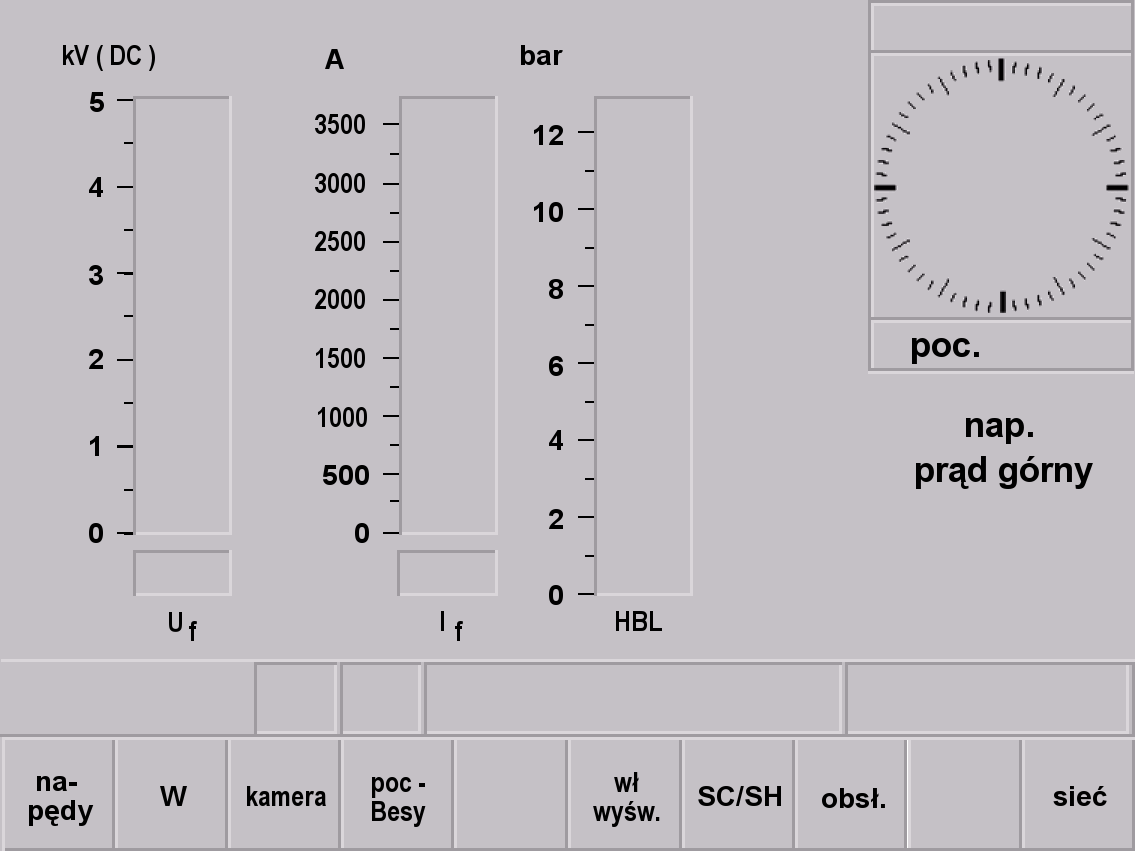 kV ( DC )
A
bar
5
4
3
2
1
0
3500
3000
2500
2000
1500
1000
500
0
12
10
8
6
4
2
0
U f
I f
HBL
poc.
nap.
prąd górny
na-
pędy
W
kamera
poc -
Besy
wł
wyśw.
SC/SH
obsł.
sieć